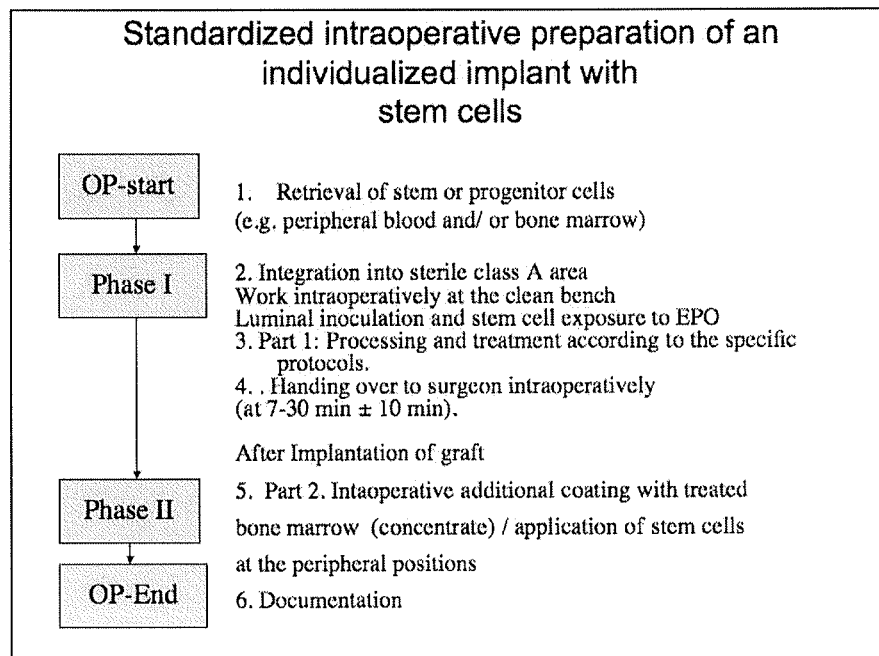 Standardized intraoperative preparation of an
individualized implant with
stem cells
OP-start
1. Retrieval of stem or progenitor cells
(e.g. peripheral blood and/ or bone marrow)
Phase I
2. Integration into sterile class A area
Work intraoperatively at the clean bench
Luminal inoculation and stem cell exposure to EPO
3. Part 1: Processing and treatment according to the specific
protocols.
4. . Handing over to surgeon intraoperatively
(at 7-30 min ± 10 min).
After Implantation of graft
Phase II
5. Part 2. Intaoperative additional coating with treated
bone marrow (concentrate) / application of stem cells
at the peripheral positions
OP-End
6. Documentation